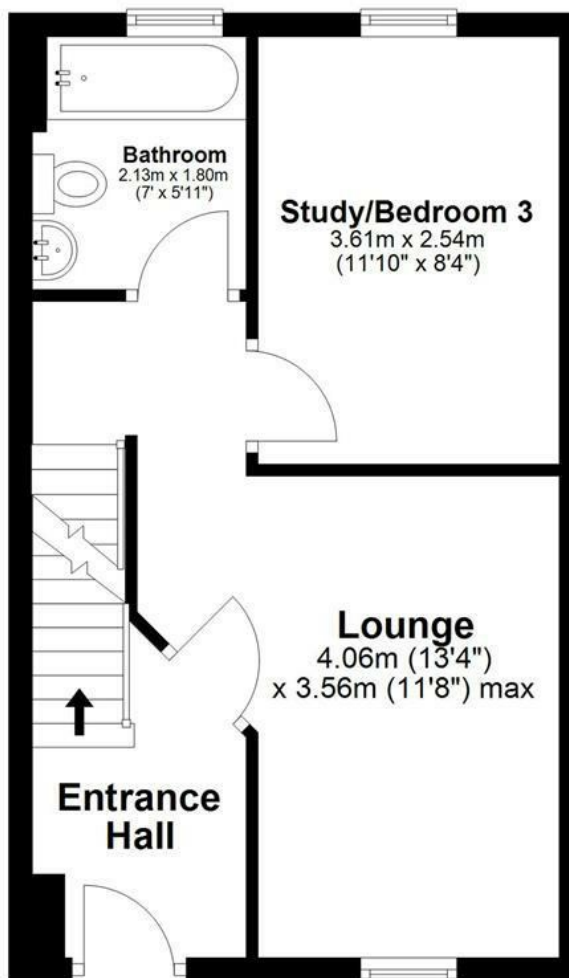 Bathroom
2.13m x 1.80m
(7' x 5'11")
Study/Bedroom 3
3.61m x 2.54m
(11'10" x 8'4")
Lounge
4.06m (13'4")
x 3.56m (11'8") max
Entrance
Hall